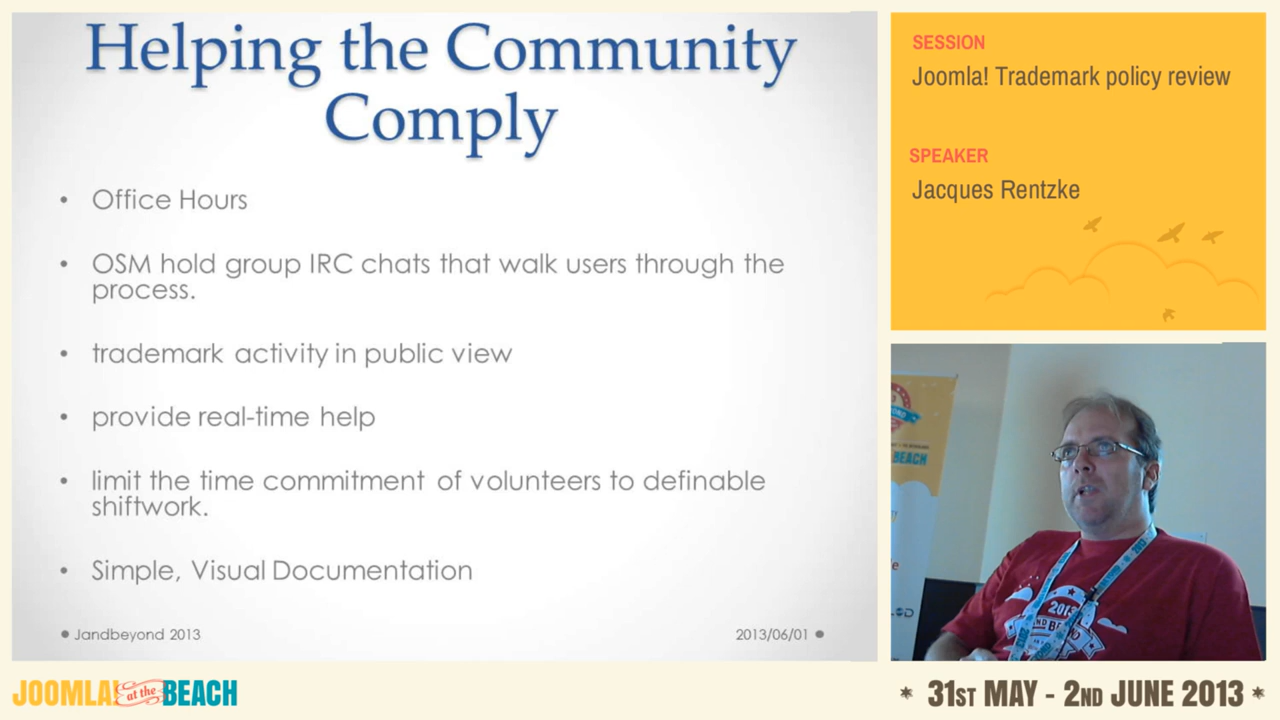 Helping the Community
Comply
• Office Hours
• OSM hold group IRC chats that walk users through the
process.
• trademark activity in public view
• provide real-time help
• limit the time commitment of volunteers to definable
shiftwork.
• Simple, Visual Documentation
Jandbeyond 2013
2013/06/01
SESSION
Joomla! Trademark policy review
SPEAKER
Jacques Rentzke
BEACH
2013
2013
JOOMLA! at the BEACH
* 31ST MAY - 2ND JUNE 2013 *